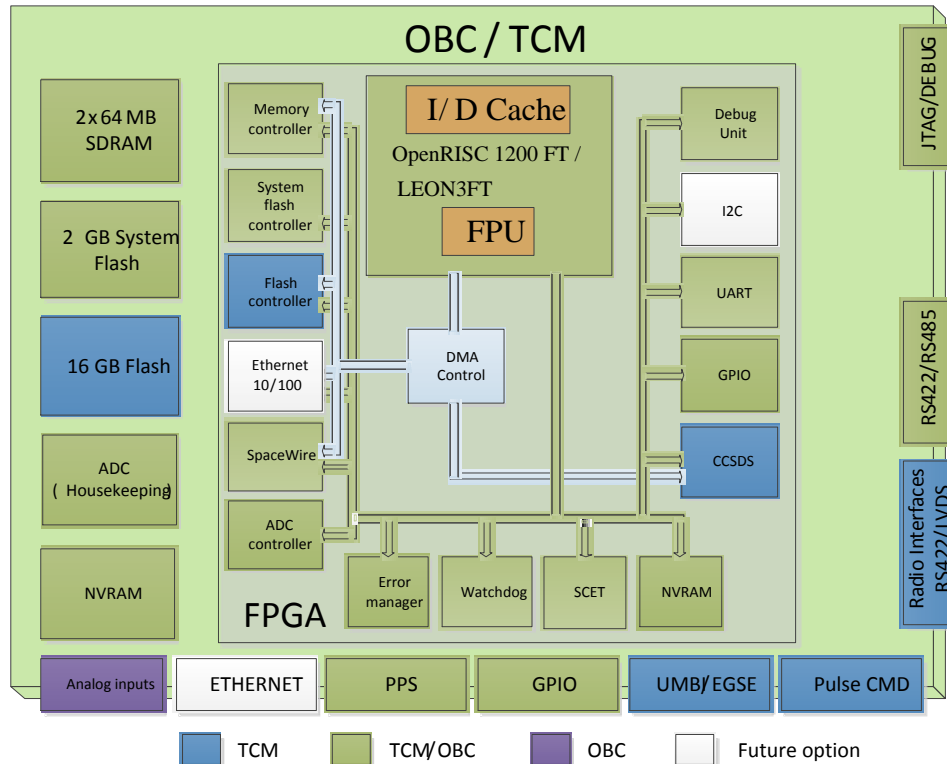 OBC / TCM
2x 64 MB
SDRAM
2 GB System
Flash
16 GB Flash
ADC
( Housekeeping)
NVRAM
Memory
controller
System
flash
controller
Flash
controller
Ethernet
10/100
SpaceWire
ADC
controller
FPGA
I/ D Cache
OpenRISC 1200 FT /
LEON3FT
FPU
DMA
Control
Debug
Unit
I2C
UART
GPIO
CCSDS
Error
manager
Watchdog
SCET
NVRAM
JTAG/DEBUG
RS422/RS485
Radio Interfaces
RS422/LVDS
Analog inputs
ETHERNET
PPS
GPIO
UMB/EGSE
Pulse CMD
TCM
TCM/OBC
OBC
Future option